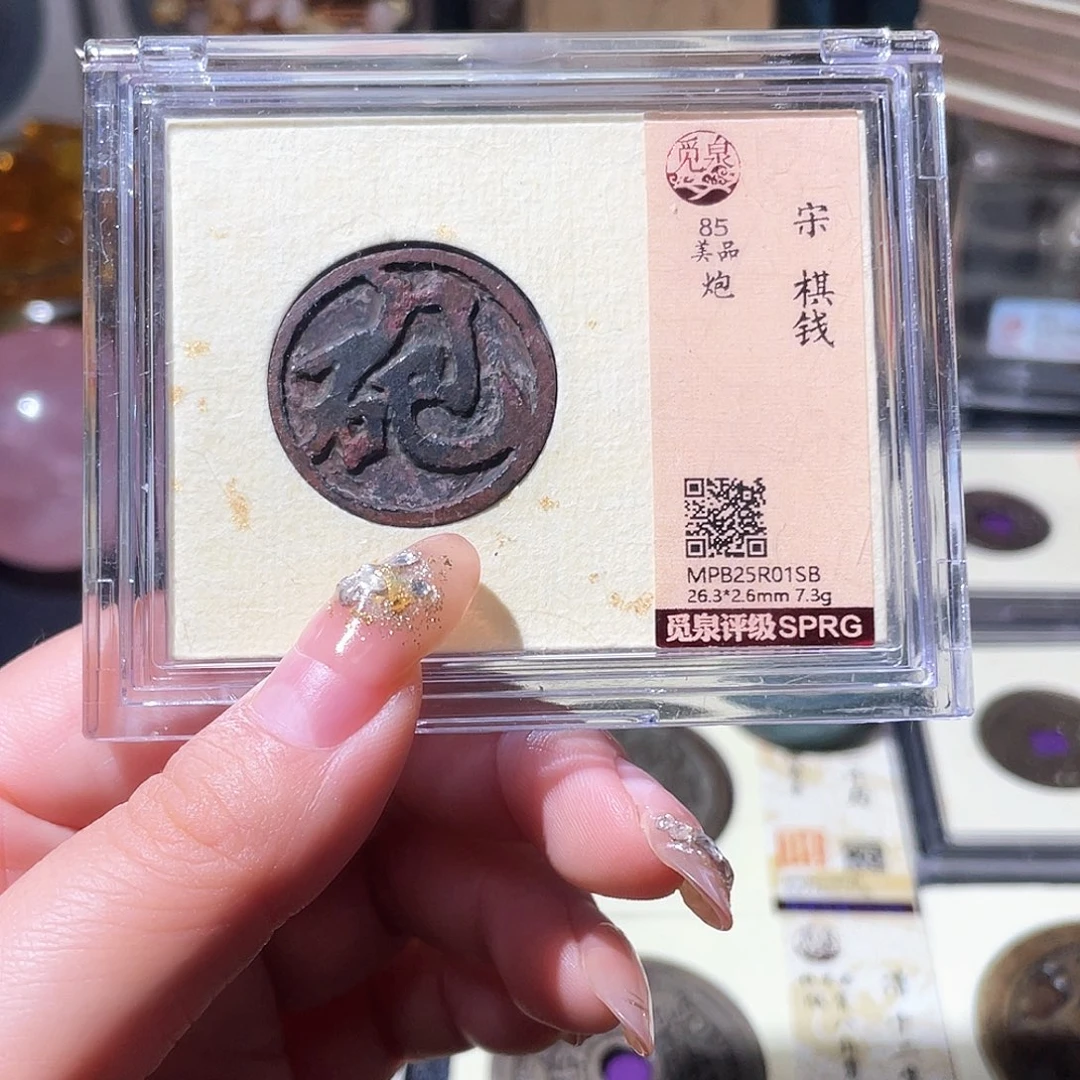 砲
觅泉
85
美品
炮
宋 棋钱
MPB25R01SB
26.3*2.6mm 7.3g
觅泉评级SPRG